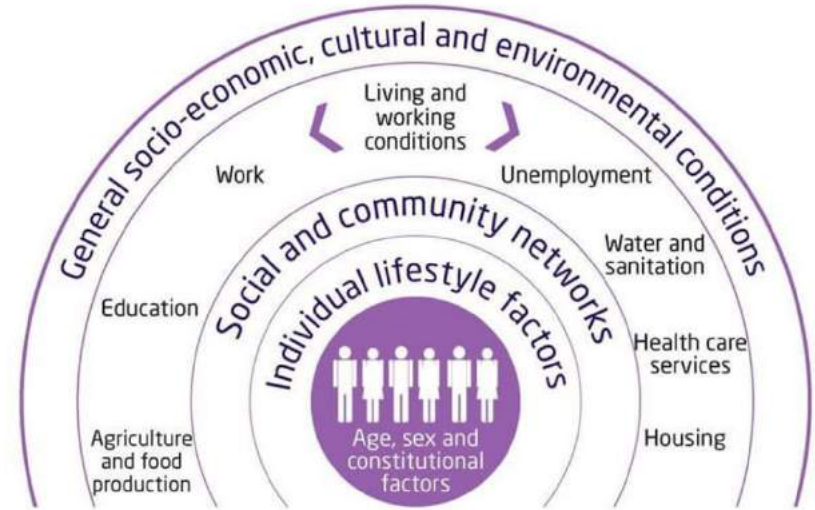 General socio-economic, cultural and environmental conditions
Living and
working
conditions
Work
Unemployment
Social and community networks
Water and
sanitation
Individual lifestyle factors
Education
Health care
services
Agriculture
and food
production
Age, sex and
constitutional
factors
Housing